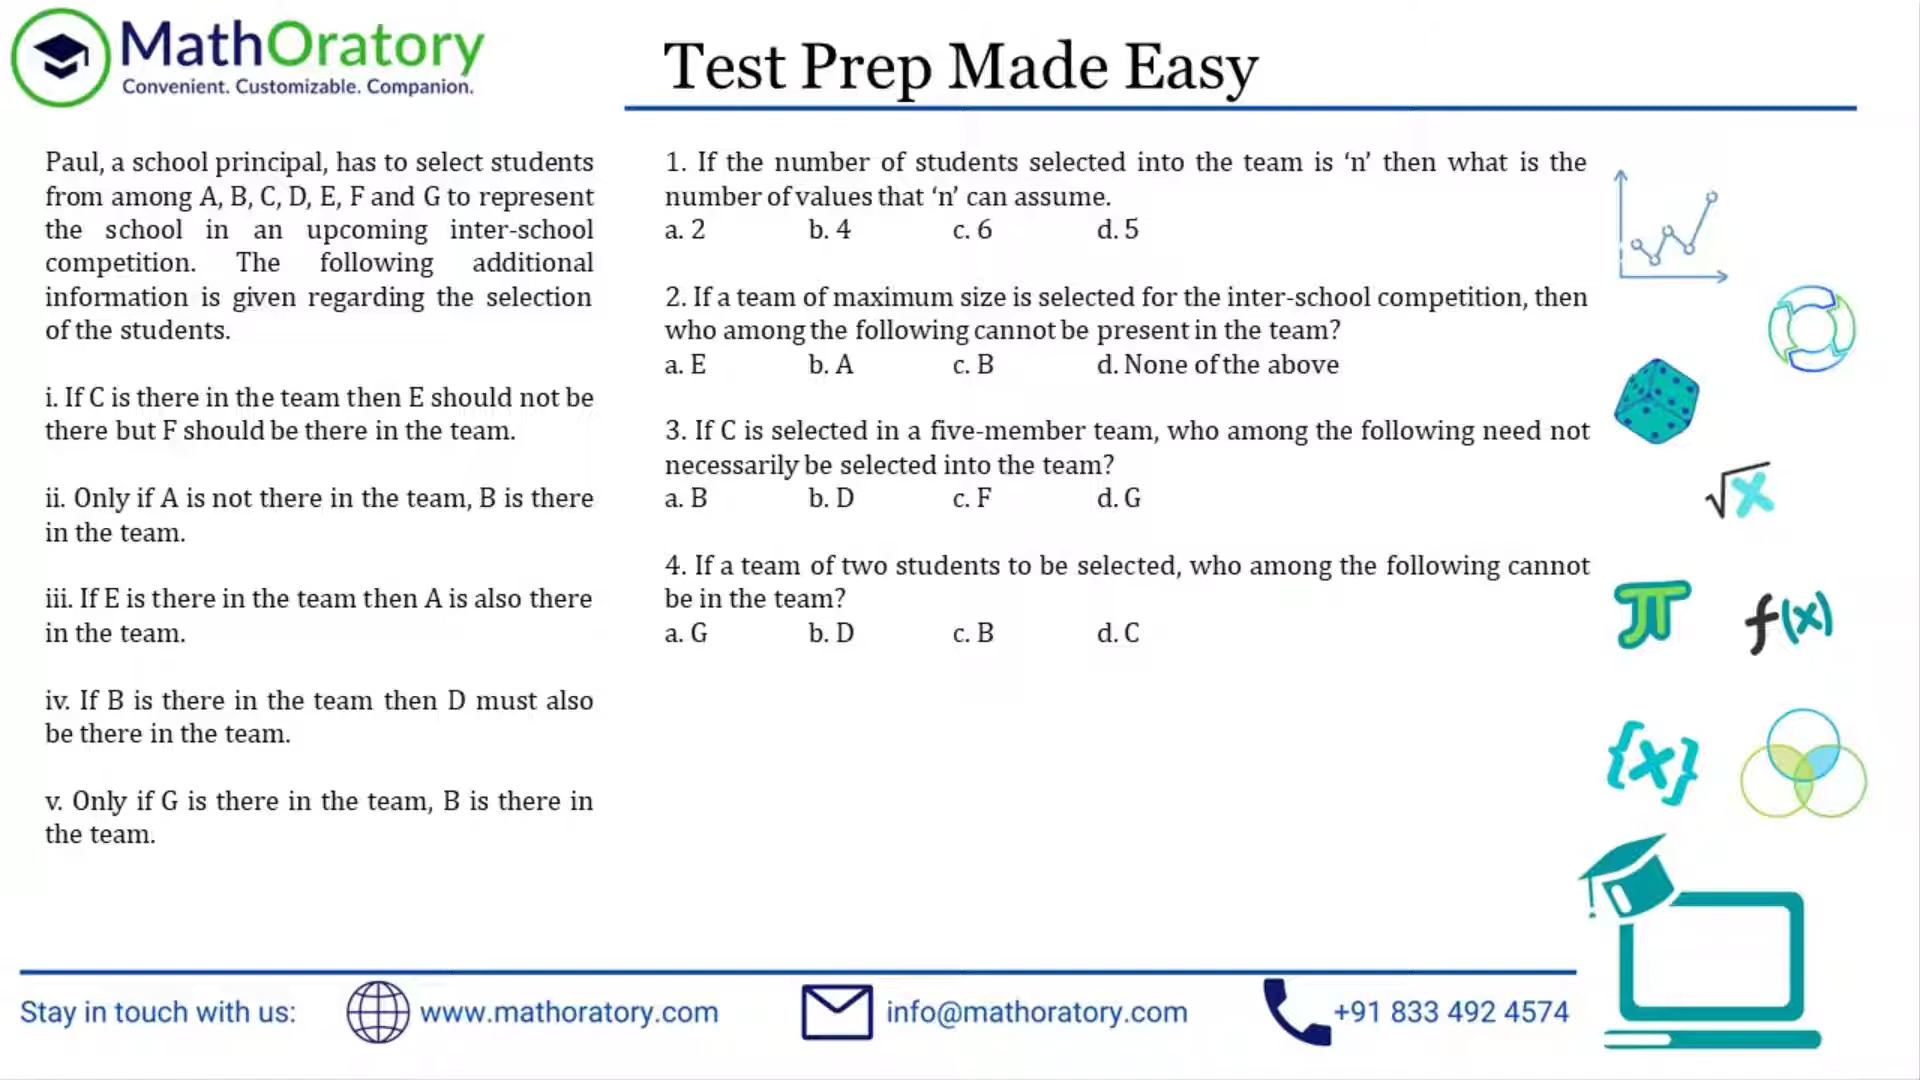 MathOratory
Convenient. Customizable. Companion.
Test Prep Made Easy
Paul, a school principal, has to select students
from among A, B, C, D, E, F and G to represent
the school in an upcoming inter-school
competition. The following additional
information is given regarding the selection
of the students.
i. If C is there in the team then E should not be
there but F should be there in the team.
ii. Only if A is not there in the team, B is there
in the team.
iii. If E is there in the team then A is also there
in the team.
iv. If B is there in the team then D must also
be there in the team.
v. Only if G is there in the team, B is there in
the team.
1. If the number of students selected into the team is ‘n’ then what is the
number of values that ‘n’ can assume.
a. 2 b. 4 c. 6 d. 5
2. If a team of maximum size is selected for the inter-school competition, then
who among the following cannot be present in the team?
a. E b. A c. B d. None of the above
3. If C is selected in a five-member team, who among the following need not
necessarily be selected into the team?
a. B b. D c. F d. G
4. If a team of two students to be selected, who among the following cannot
be in the team?
a. G b. D c. B d. C
√x
π f(x)
{x}
Stay in touch with us: www.mathoratory.com info@mathoratory.com +91 833 492 4574